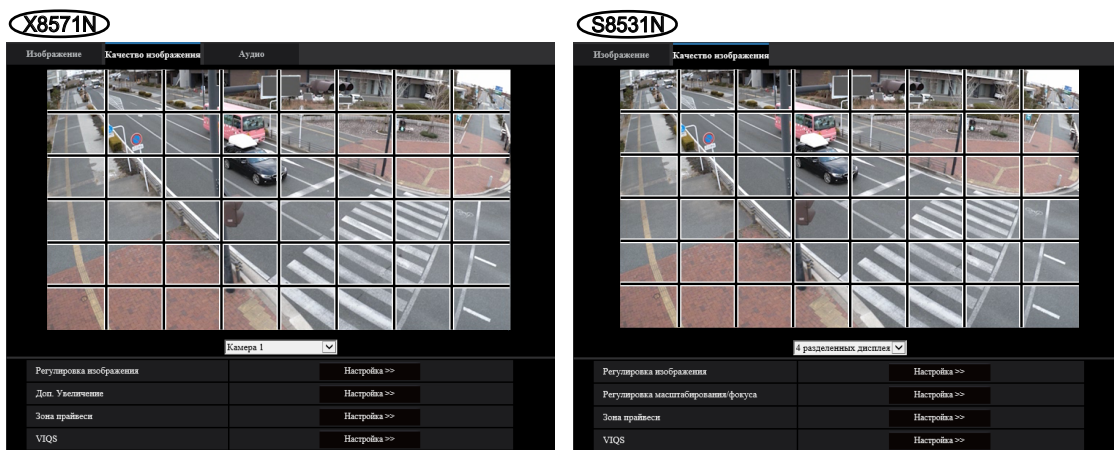 X8571N
Изображение Качество изображения Аудио
Камера 1
Регулировка изображения Настройка >>
Доп. Увеличение Настройка >>
Зона прайвеси Настройка >>
VIQS Настройка >>
S8531N
Изображение Качество изображения
4 разделенных дисплея
Регулировка изображения Настройка >>
Регулировка масштабирования/фокуса Настройка >>
Зона прайвеси Настройка >>
VIQS Настройка >>